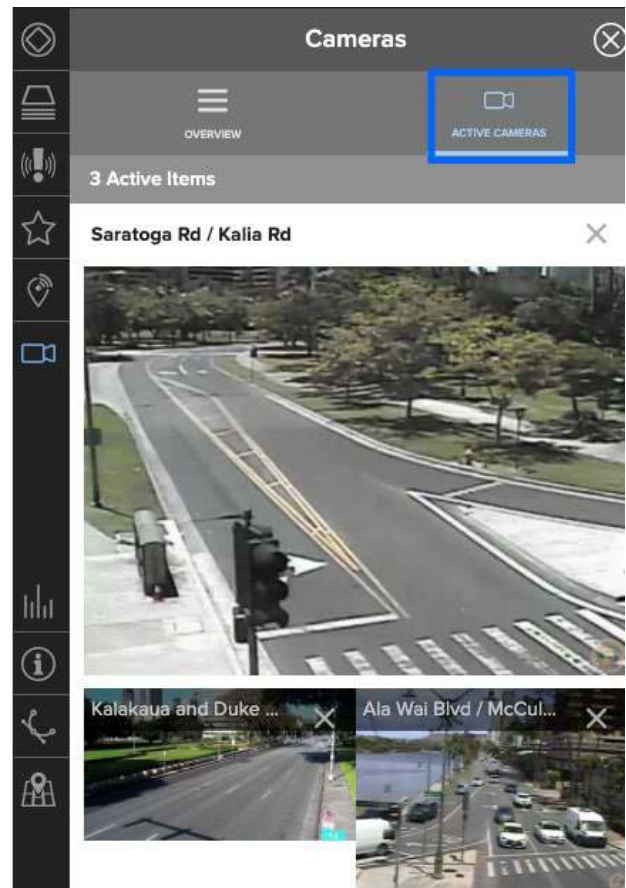 Cameras
OVERVIEW
ACTIVE CAMERAS
3 Active Items
Saratoga Rd / Kalia Rd
Kalakaua and Duke ...
Ala Wai Blvd / McCul...